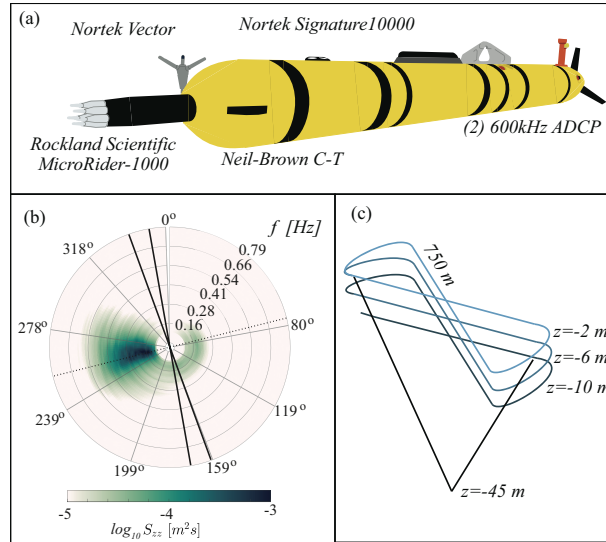 (a)
Nortek Vector
Nortek Signature10000
Rockland Scientific
MicroRider-1000
Neil-Brown C-T
(2) 600kHz ADCP
(b)
0°
f [Hz]
318°
0.79
0.66
0.54
0.41
0.28
0.16
278°
80°
239°
119°
199°
159°
-5
-4
-3
log₁₀ Szz [m²s]
(c)
750 m
z=-2 m
z=-6 m
z=-10 m
z=-45 m